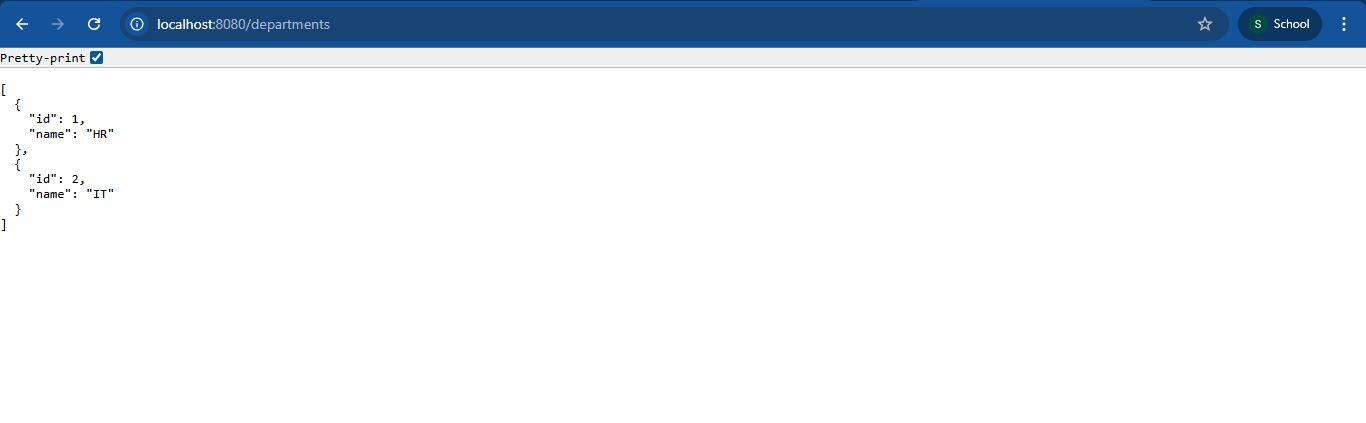 localhost:8080/departments
S School
Pretty-print
[
  {
    "id": 1,
    "name": "HR"
  },
  {
    "id": 2,
    "name": "IT"
  }
]